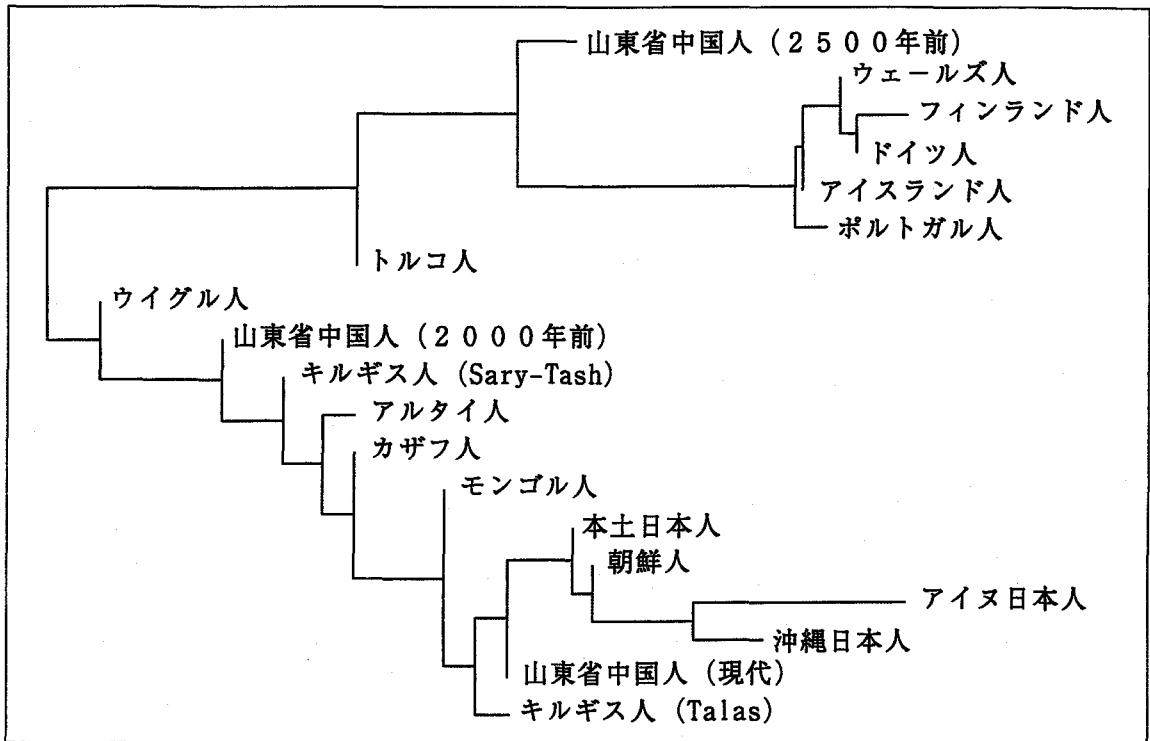 山東省中国人（２５００年前）
ウェールズ人
フィンランド人
ドイツ人
アイスランド人
ポルトガル人
トルコ人
ウイグル人
山東省中国人（２０００年前）
キルギス人 (Sary-Tash)
アルタイ人
カザフ人
モンゴル人
本土日本人
朝鮮人
アイヌ日本人
沖縄日本人
山東省中国人（現代）
キルギス人 (Talas)